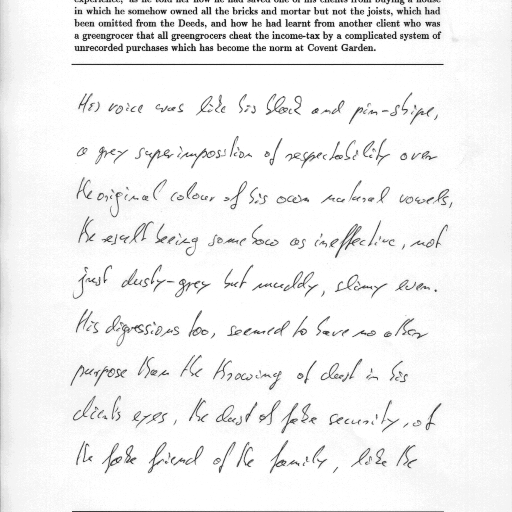 experience, as he told her how he had saved one of his clients from buying a house
in which he somehow owned all the bricks and mortar but not the joists, which had
been omitted from the Deeds, and how he had learnt from another client who was
a greengrocer that all greengrocers cheat the income-tax by a complicated system of
unrecorded purchases which has become the norm at Covent Garden.
His voice was like his black and pin-stripe,
a grey superimposition of respectability over
the original colour of his own natural vowels,
the result being somehow as ineffective, not
just dusty-grey but muddy, slimy even.
His digressions too, seemed to have no other
purpose than the throwing of dust in his
clients eyes, the dust of fake security, of
the fake friend of the family, like the